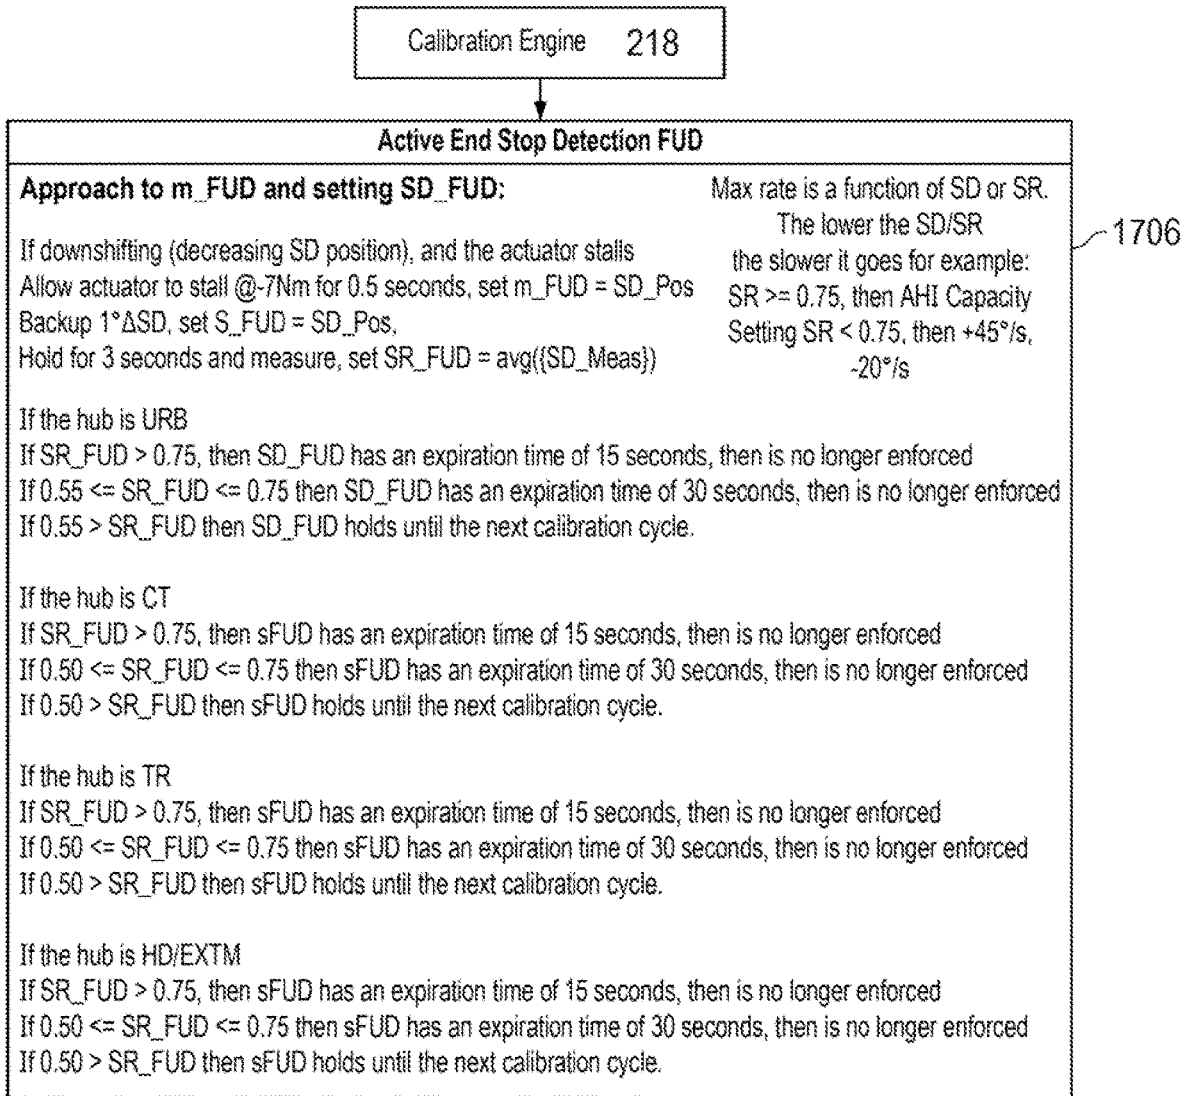 Calibration Engine 218
Active End Stop Detection FUD
Approach to m_FUD and setting SD_FUD:
If downshifting (decreasing SD position), and the actuator stalls
Allow actuator to stall @-7Nm for 0.5 seconds, set m_FUD = SD_Pos
Backup 1°ΔSD, set S_FUD = SD_Pos,
Hold for 3 seconds and measure, set SR_FUD = avg({SD_Meas})
Max rate is a function of SD or SR.
The lower the SD/SR
the slower it goes for example:
SR >= 0.75, then AHI Capacity
Setting SR < 0.75, then +45°/s,
-20°/s
1706
If the hub is URB
If SR_FUD > 0.75, then SD_FUD has an expiration time of 15 seconds, then is no longer enforced
If 0.55 <= SR_FUD <= 0.75 then SD_FUD has an expiration time of 30 seconds, then is no longer enforced
If 0.55 > SR_FUD then SD_FUD holds until the next calibration cycle.
If the hub is CT
If SR_FUD > 0.75, then sFUD has an expiration time of 15 seconds, then is no longer enforced
If 0.50 <= SR_FUD <= 0.75 then sFUD has an expiration time of 30 seconds, then is no longer enforced
If 0.50 > SR_FUD then sFUD holds until the next calibration cycle.
If the hub is TR
If SR_FUD > 0.75, then sFUD has an expiration time of 15 seconds, then is no longer enforced
If 0.50 <= SR_FUD <= 0.75 then sFUD has an expiration time of 30 seconds, then is no longer enforced
If 0.50 > SR_FUD then sFUD holds until the next calibration cycle.
If the hub is HD/EXTM
If SR_FUD > 0.75, then sFUD has an expiration time of 15 seconds, then is no longer enforced
If 0.50 <= SR_FUD <= 0.75 then sFUD has an expiration time of 30 seconds, then is no longer enforced
If 0.50 > SR_FUD then sFUD holds until the next calibration cycle.